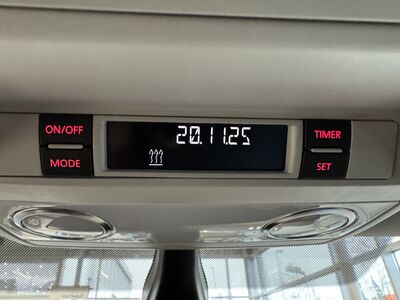 ON/OFF
20.11.25
TIMER
MODE
SET